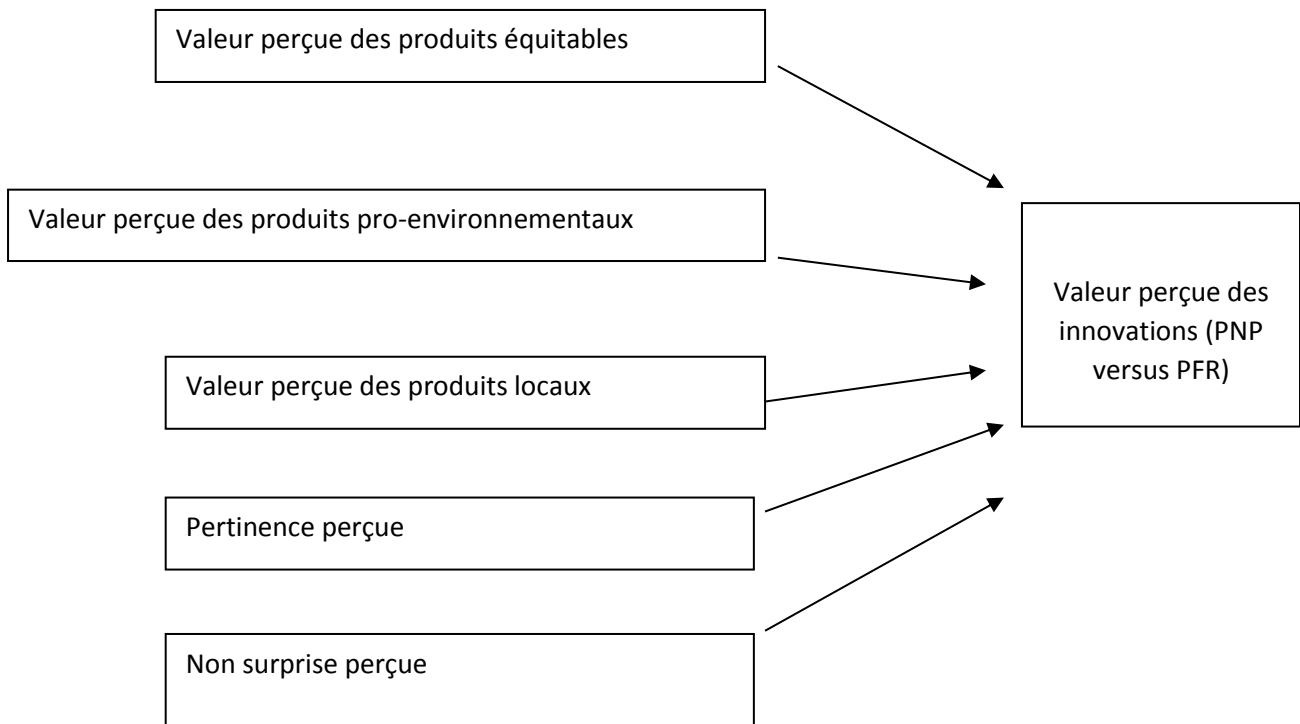 Valeur perçue des produits équitables
Valeur perçue des produits pro-environnementaux
Valeur perçue des produits locaux
Pertinence perçue
Non surprise perçue
Valeur perçue des
innovations (PNP
versus PFR)